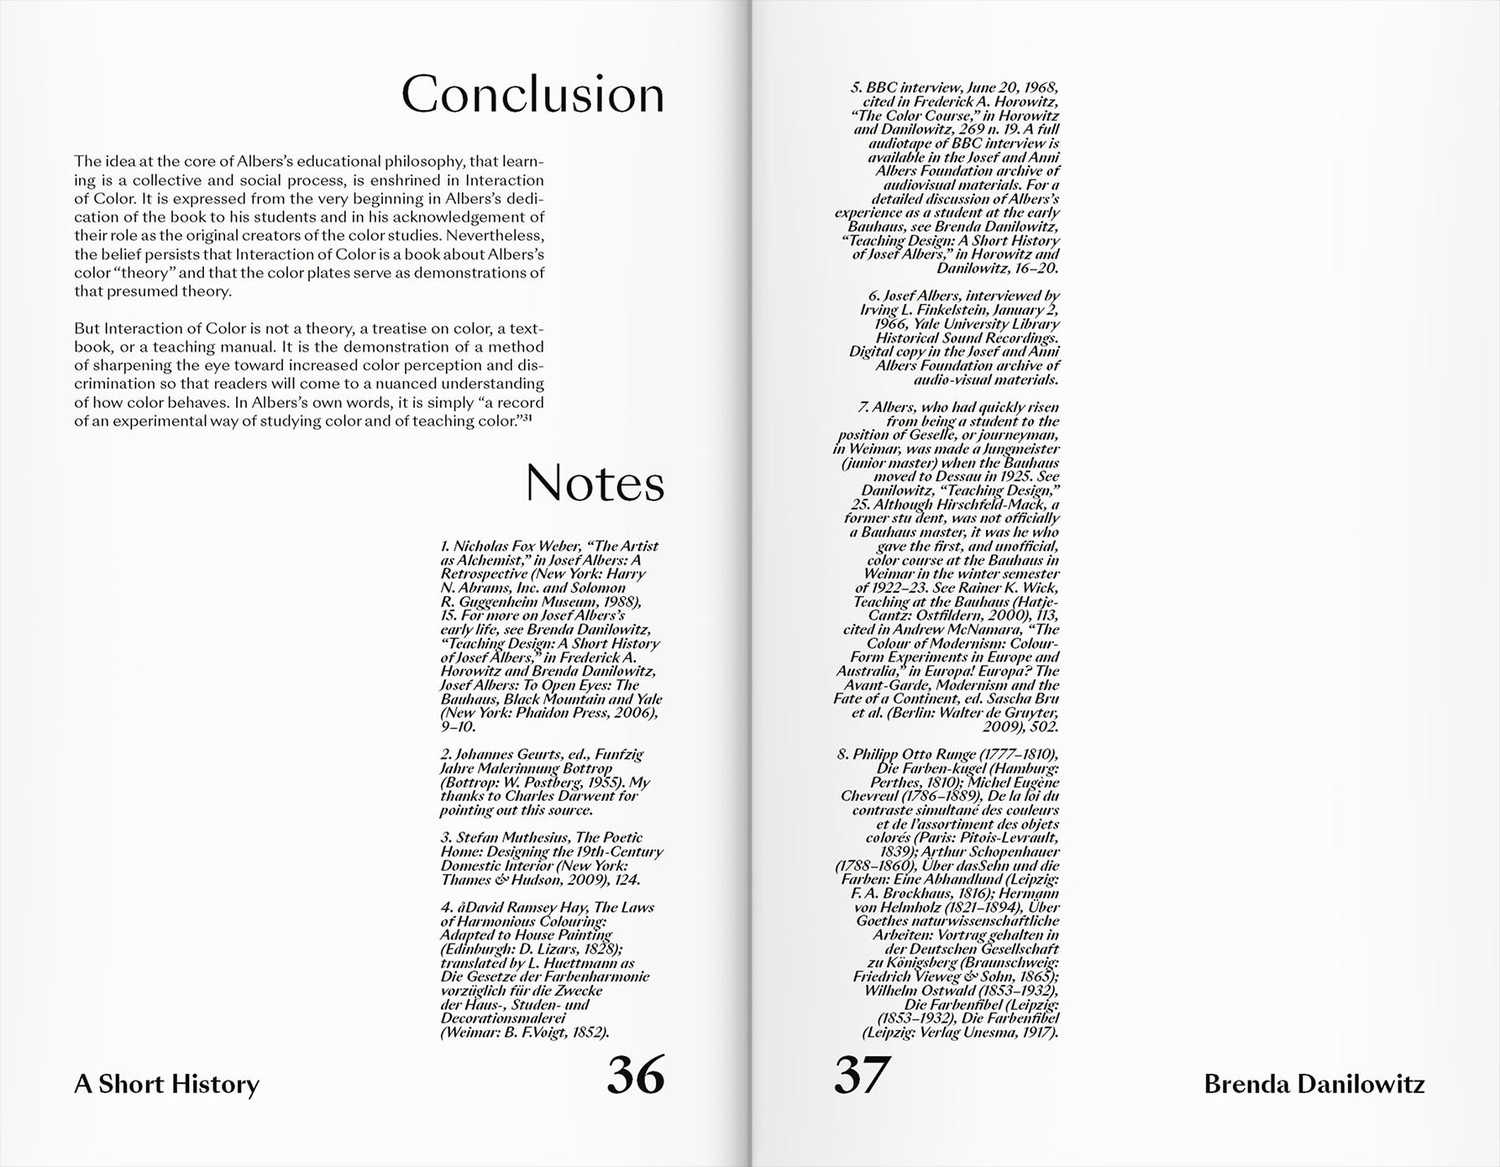 Conclusion
The idea at the core of Albers’s educational philosophy, that learn-
ing is a collective and social process, is enshrined in Interaction
of Color. It is expressed from the very beginning in Albers’s dedi-
cation of the book to his students and in his acknowledgement of
their role as the original creators of the color studies. Nevertheless,
the belief persists that Interaction of Color is a book about Albers’s
color “theory” and that the color plates serve as demonstrations of
that presumed theory.
But Interaction of Color is not a theory, a treatise on color, a text-
book, or a teaching manual. It is the demonstration of a method
of sharpening the eye toward increased color perception and dis-
crimination so that readers will come to a nuanced understanding
of how color behaves. In Albers’s own words, it is simply “a record
of an experimental way of studying color and of teaching color.”31
Notes
1. Nicholas Fox Weber, “The Artist
as Alchemist,” in Josef Albers: A
Retrospective (New York: Harry
N. Abrams, Inc. and Solomon
R. Guggenheim Museum, 1988),
15. For more on Josef Albers’s
early life, see Brenda Danilowitz,
“Teaching Design: A Short History
of Josef Albers,” in Frederick A.
Horowitz and Brenda Danilowitz,
Josef Albers: To Open Eyes: The
Bauhaus, Black Mountain and Yale
(New York: Phaidon Press, 2006),
9–10.
2. Johannes Geurts, ed., Funfzig
Jahre Malerinnung Bottrop
(Bottrop: W. Postberg, 1955). My
thanks to Charles Darwent for
pointing out this source.
3. Stefan Muthesius, The Poetic
Home: Designing the 19th-Century
Domestic Interior (New York:
Thames & Hudson, 2009), 124.
4. åDavid Ramsey Hay, The Laws
of Harmonious Colouring:
Adapted to House Painting
(Edinburgh: D. Lizars, 1828);
translated by L. Huettmann as
Die Gesetze der Farbenharmonie
vorzüglich für die Zwecke
der Haus-, Studen- und
Decorationsmalerei
(Weimar: B. F.Voigt, 1852).
A Short History
36
5. BBC interview, June 20, 1968,
cited in Frederick A. Horowitz,
“The Color Course,” in Horowitz
and Danilowitz, 269 n. 19. A full
audiotape of BBC interview is
available in the Josef and Anni
Albers Foundation archive of
audiovisual materials. For a
detailed discussion of Albers’s
experience as a student at the early
Bauhaus, see Brenda Danilowitz,
“Teaching Design: A Short History
of Josef Albers,” in Horowitz and
Danilowitz, 16–20.
6. Josef Albers, interviewed by
Irving L. Finkelstein, January 2,
1966, Yale University Library
Historical Sound Recordings.
Digital copy in the Josef and Anni
Albers Foundation archive of
audio-visual materials.
7. Albers, who had quickly risen
from being a student to the
position of Geselle, or journeyman,
in Weimar, was made a Jungmeister
(junior master) when the Bauhaus
moved to Dessau in 1925. See
Danilowitz, “Teaching Design,”
25. Although Hirschfeld-Mack, a
former stu dent, was not officially
a Bauhaus master, it was he who
gave the first, and unofficial,
color course at the Bauhaus in
Weimar in the winter semester
of 1922–23. See Rainer K. Wick,
Teaching at the Bauhaus (Hatje-
Cantz: Ostfildern, 2000), 113,
cited in Andrew McNamara, “The
Colour of Modernism: Colour-
Form Experiments in Europe and
Australia,” in Europa! Europa? The
Avant-Garde, Modernism and the
Fate of a Continent, ed. Sascha Bru
et al. (Berlin: Walter de Gruyter,
2009), 502.
8. Philipp Otto Runge (1777–1810),
Die Farben-kugel (Hamburg:
Perthes, 1810); Michel Eugène
Chevreul (1786–1889), De la loi du
contraste simultané des couleurs
et de l’assortiment des objets
colorés (Paris: Pitois-Levrault,
1839); Arthur Schopenhauer
(1788–1860), Über dasSehn und die
Farben: Eine Abhandlund (Leipzig:
F. A. Brockhaus, 1816); Hermann
von Helmholz (1821–1894), Über
Goethes naturwissenschaftliche
Arbeiten: Vortrag gehalten in
der Deutschen Gesellschaft
zu Königsberg (Braunschweig:
Friedrich Vieweg & Sohn, 1865);
Wilhelm Ostwald (1853–1932),
Die Farbenfibel (Leipzig:
(1853–1932), Die Farbenfibel
(Leipzig: Verlag Unesma, 1917).
37
Brenda Danilowitz